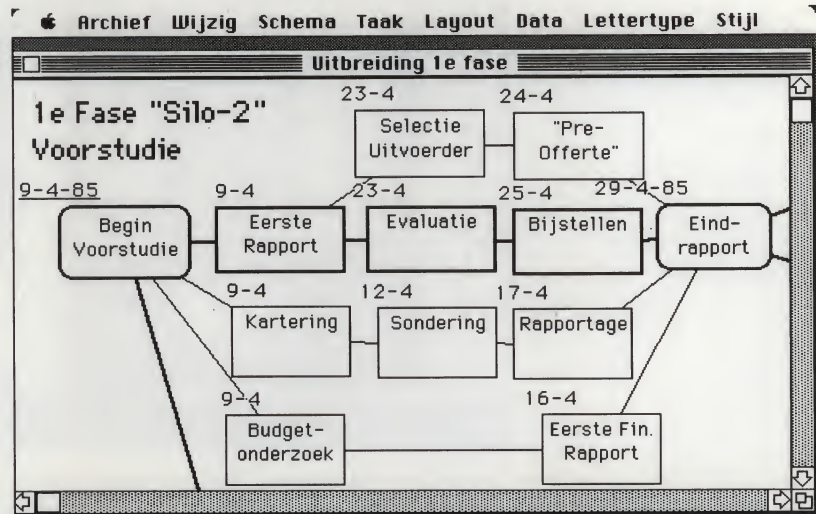 Archief Wijzig Schema Taak Layout Data Lettertype Stijl
Uitbreiding 1e fase
1e Fase "Silo-2"
Voorstudie
23-4
24-4
Selectie
Uitvoerder
"Pre-
Offerte"
9-4-85
9-4
23-4
25-4
29-4-85
Begin
Voorstudie
Eerste
Rapport
Evaluatie
Bijstellen
Eind-
rapport
9-4
12-4
17-4
Kartering
Sondering
Rapportage
9-4
16-4
Budget-
onderzoek
Eerste Fin.
Rapport